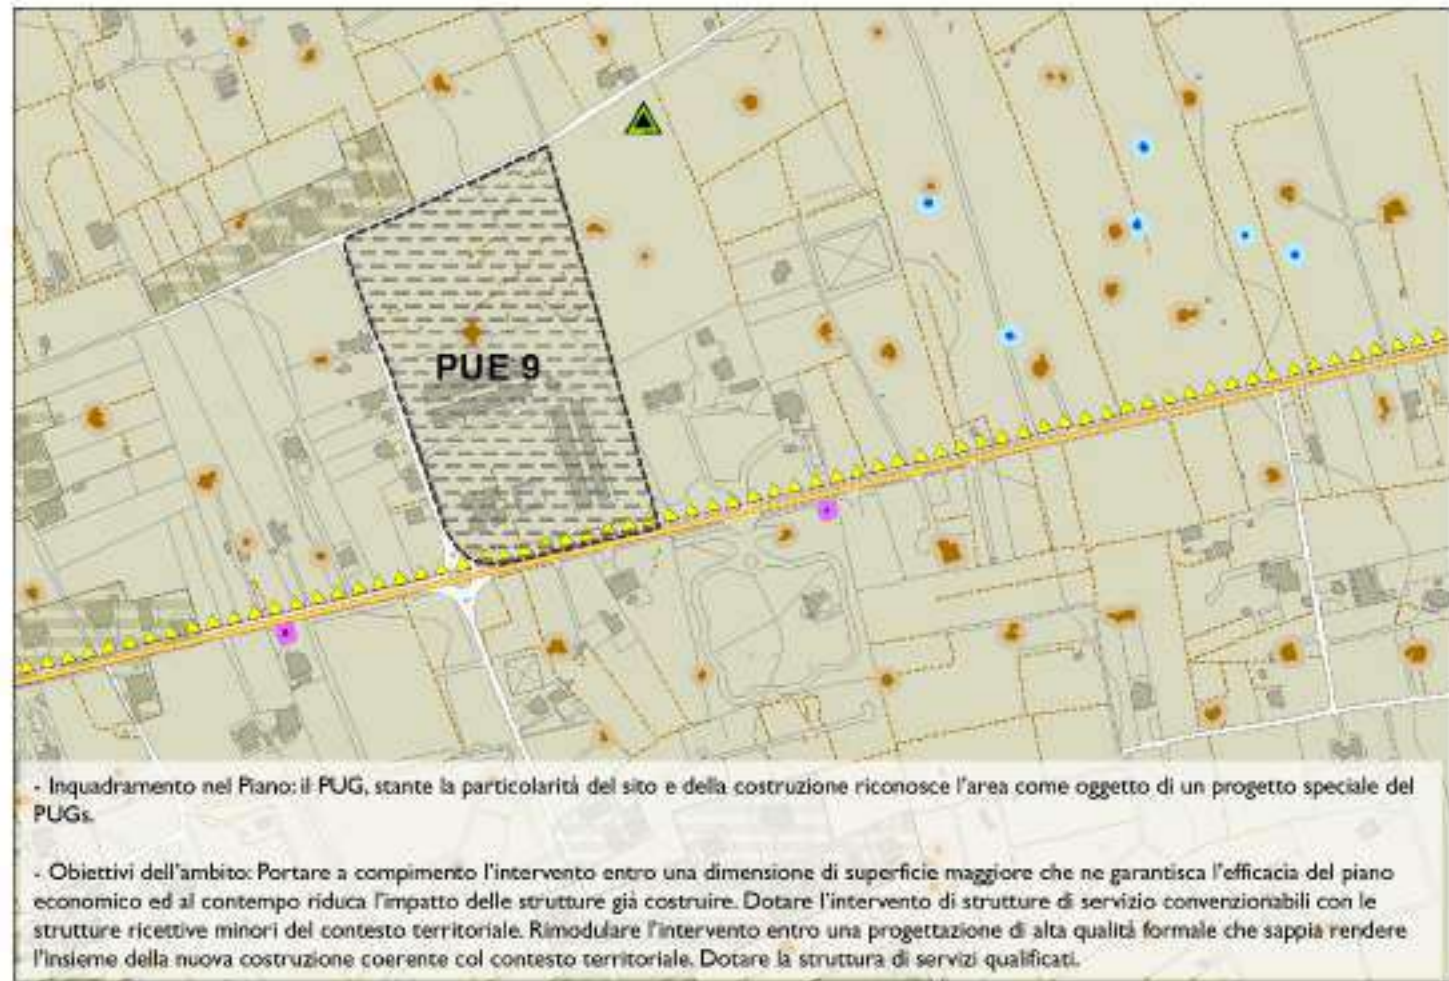 PUE 9
- Inquadramento nel Piano: il PUG, stante la particolarità del sito e della costruzione riconosce l'area come oggetto di un progetto speciale del
PUGs.
- Obiettivi dell'ambito: Portare a compimento l'intervento entro una dimensione di superficie maggiore che ne garantisca l'efficacia del piano
economico ed al contempo riduca l'impatto delle strutture già costruire. Dotare l'intervento di strutture di servizio convenzionabili con le
strutture ricettive minori del contesto territoriale. Rimodulare l'intervento entro una progettazione di alta qualità formale che sappia rendere
l'insieme della nuova costruzione coerente col contesto territoriale. Dotare la struttura di servizi qualificati.